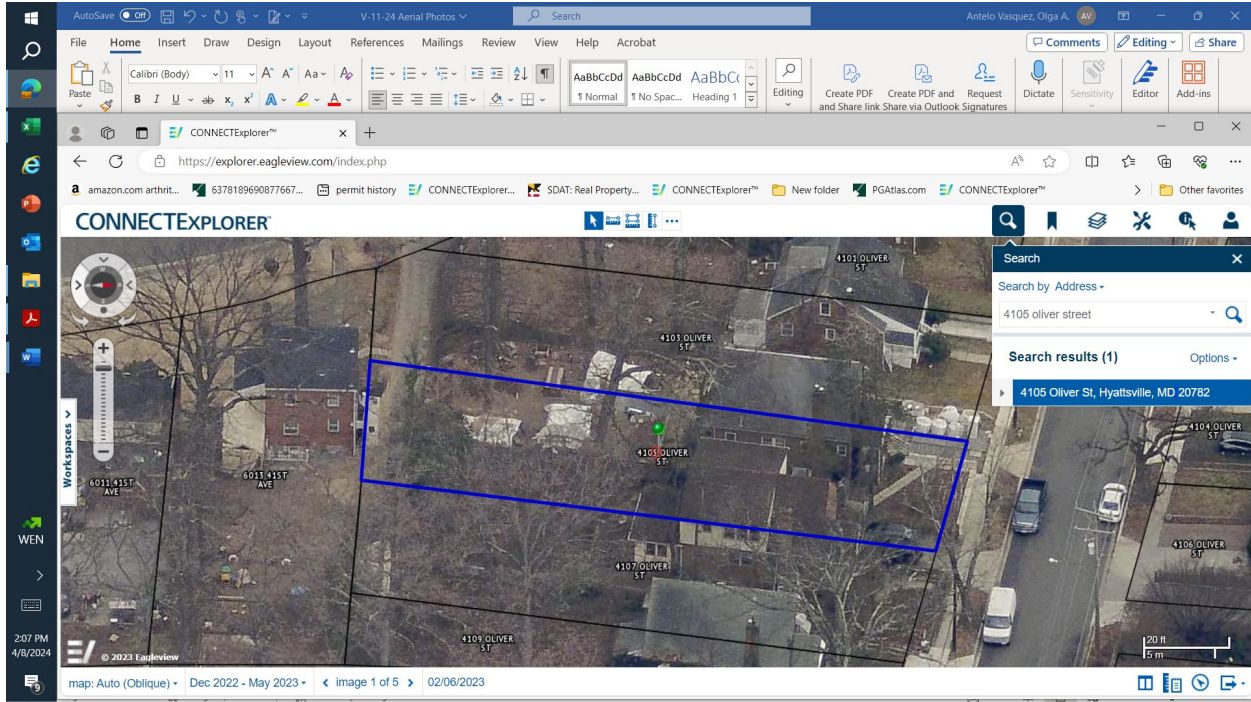 AutoSave Off V-11-24 Aerial Photos Search Antelo Vasquez, Olga A. AV
File Home Insert Draw Design Layout References Mailings Review View Help Acrobat Comments Editing Share
Paste
Calibri (Body) 11 A^ Aˇ Aa
B I U ab x₂ x² A A
AaBbCcDd AaBbCcDd AaBbCc
¶ Normal ¶ No Spac... Heading 1
Editing
Create PDF and Share link
Create PDF and Share via Outlook
Request Signatures
Dictate
Sensitivity
Editor
Add-ins
CONNECTExplorer™
https://explorer.eagleview.com/index.php
amazon.com arthrit... 6378189690877667... permit history CONNECTExplorer... SDAT: Real Property... CONNECTExplorer™ New folder PGAtlas.com CONNECTExplorer™ Other favorites
CONNECTEXPLORER™
Search
Search by Address
4105 oliver street
Search results (1) Options
4105 Oliver St, Hyattsville, MD 20782
4101 OLIVER
ST
4103 OLIVER
ST
4105 OLIVER
ST
4104 OLIVER
ST
6011 41ST
AVE
6013 41ST
AVE
4107 OLIVER
ST
4106 OLIVER
ST
4109 OLIVER
ST
Workspaces
20 ft
5 m
© 2023 Eagleview
map: Auto (Oblique) Dec 2022 - May 2023 image 1 of 5 02/06/2023
WEN
2:07 PM
4/8/2024
9